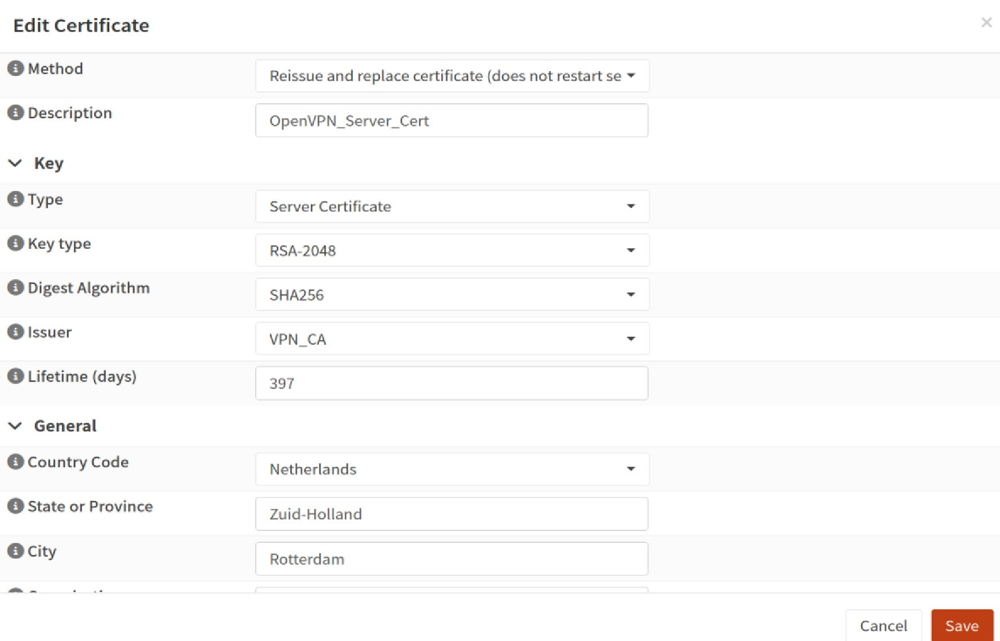 Edit Certificate
×
Method
Reissue and replace certificate (does not restart se
Description
OpenVPN_Server_Cert
Key
Type
Server Certificate
Key type
RSA-2048
Digest Algorithm
SHA256
Issuer
VPN_CA
Lifetime (days)
397
General
Country Code
Netherlands
State or Province
Zuid-Holland
City
Rotterdam
Cancel
Save